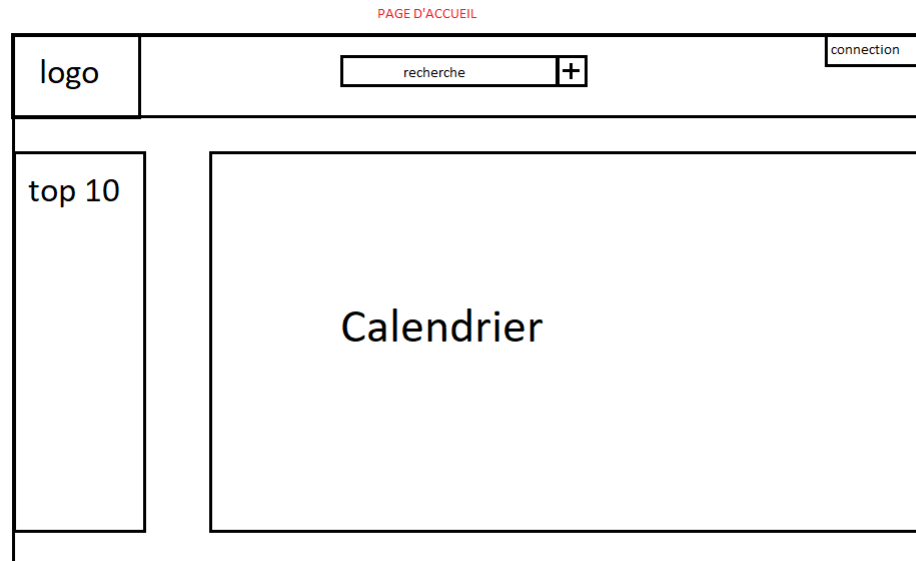 PAGE D'ACCUEIL
logo
recherche +
connection
top 10
Calendrier